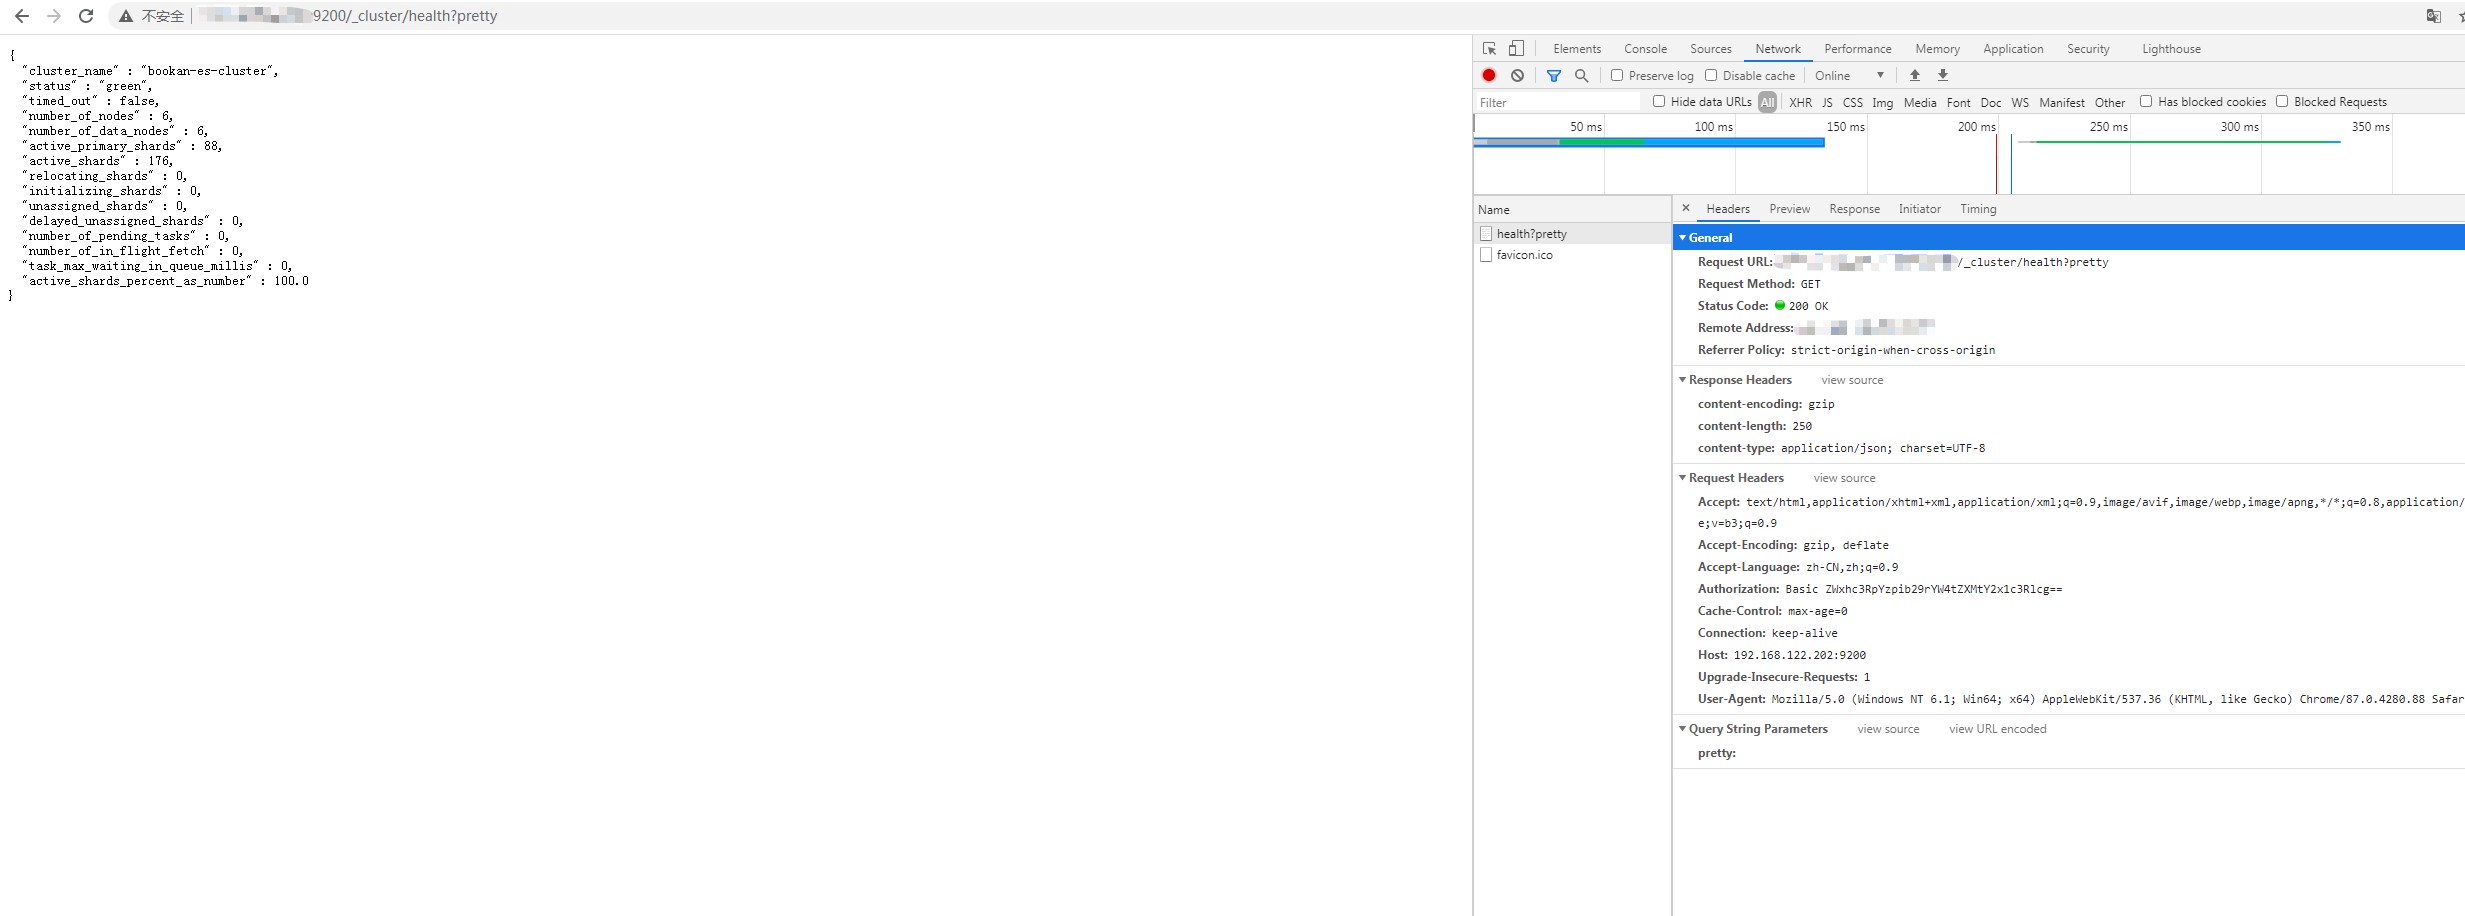 不安全 | 9200/_cluster/health?pretty
{
"cluster_name" : "bookan-es-cluster",
"status" : "green",
"timed_out" : false,
"number_of_nodes" : 6,
"number_of_data_nodes" : 6,
"active_primary_shards" : 88,
"active_shards" : 176,
"relocating_shards" : 0,
"initializing_shards" : 0,
"unassigned_shards" : 0,
"delayed_unassigned_shards" : 0,
"number_of_pending_tasks" : 0,
"number_of_in_flight_fetch" : 0,
"task_max_waiting_in_queue_millis" : 0,
"active_shards_percent_as_number" : 100.0
}
Elements Console Sources Network Performance Memory Application Security Lighthouse
Preserve log Disable cache Online
Filter Hide data URLs All XHR JS CSS Img Media Font Doc WS Manifest Other Has blocked cookies Blocked Requests
50 ms 100 ms 150 ms 200 ms 250 ms 300 ms 350 ms
Name
health?pretty
favicon.ico
× Headers Preview Response Initiator Timing
General
Request URL: /_cluster/health?pretty
Request Method: GET
Status Code: 200 OK
Remote Address:
Referrer Policy: strict-origin-when-cross-origin
Response Headers view source
content-encoding: gzip
content-length: 250
content-type: application/json; charset=UTF-8
Request Headers view source
Accept: text/html,application/xhtml+xml,application/xml;q=0.9,image/avif,image/webp,image/apng,*/*;q=0.8,application/
e;v=b3;q=0.9
Accept-Encoding: gzip, deflate
Accept-Language: zh-CN,zh;q=0.9
Authorization: Basic ZWxhc3RpYzpib29rYW4tZXMtY2x1c3Rlcg==
Cache-Control: max-age=0
Connection: keep-alive
Host: 192.168.122.202:9200
Upgrade-Insecure-Requests: 1
User-Agent: Mozilla/5.0 (Windows NT 6.1; Win64; x64) AppleWebKit/537.36 (KHTML, like Gecko) Chrome/87.0.4280.88 Safar
Query String Parameters view source view URL encoded
pretty: